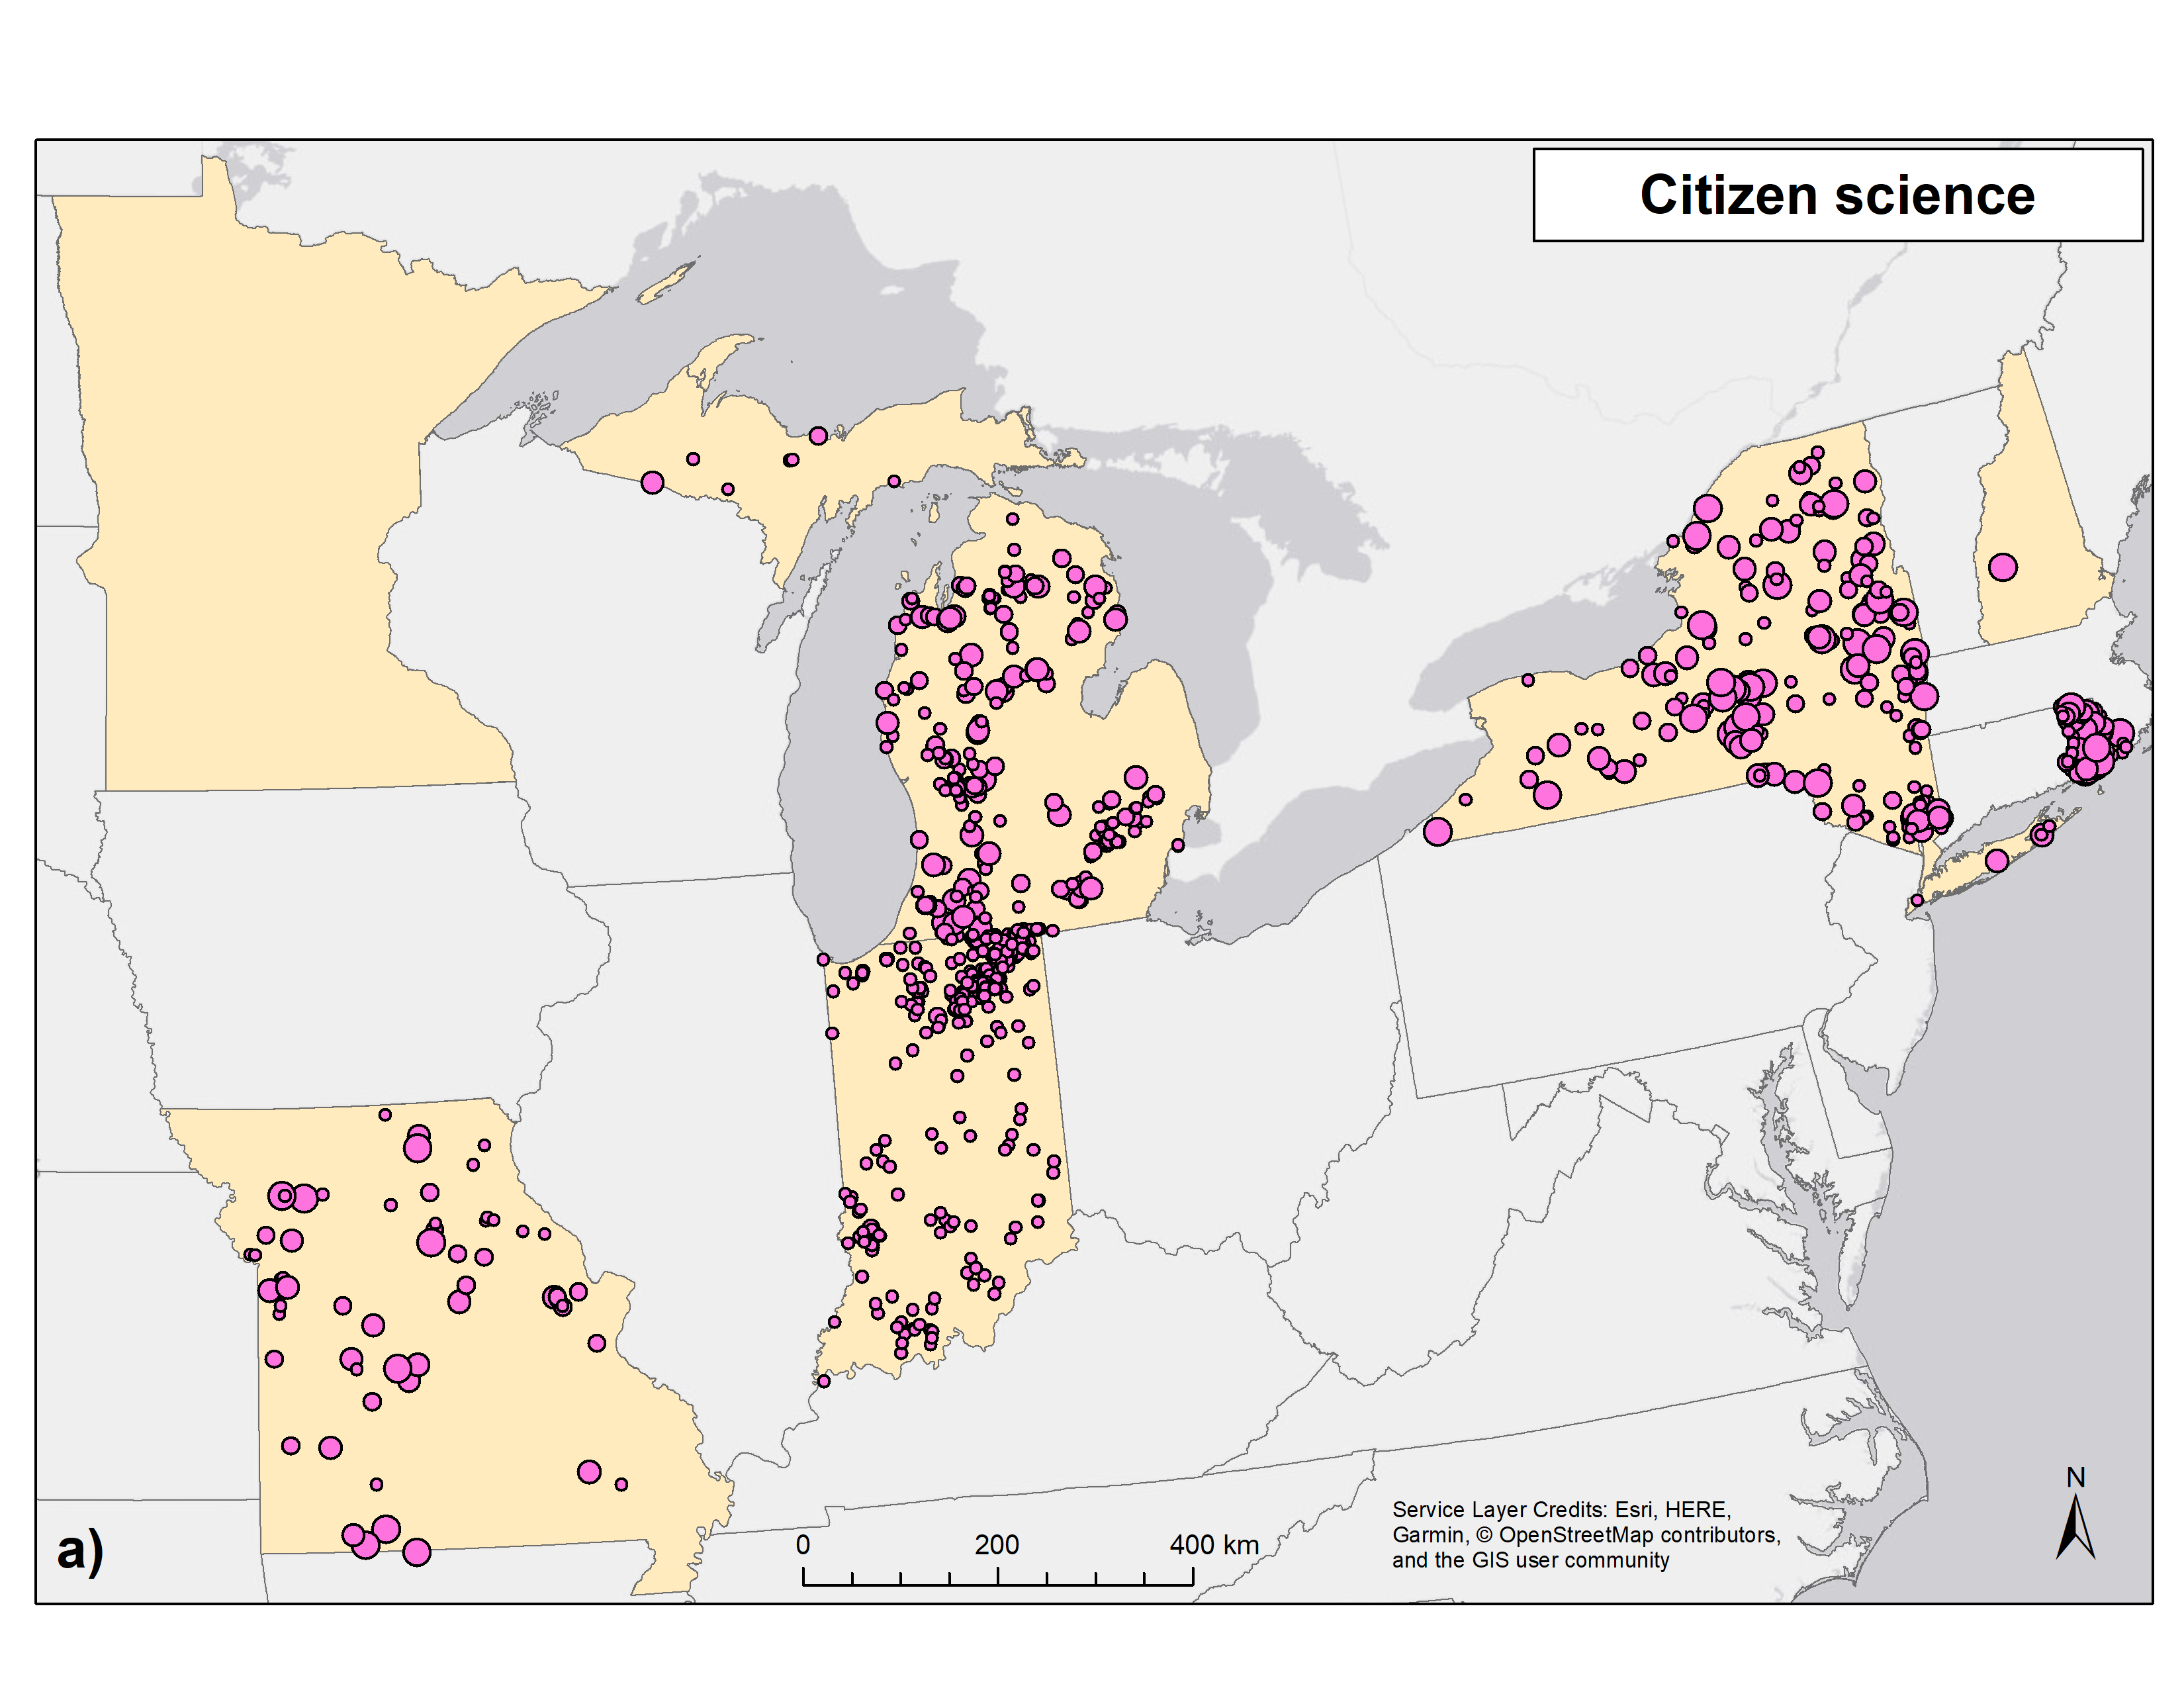 Citizen science
N
Service Layer Credits: Esri, HERE,
Garmin, © OpenStreetMap contributors,
and the GIS user community
0 200 400 km
a)